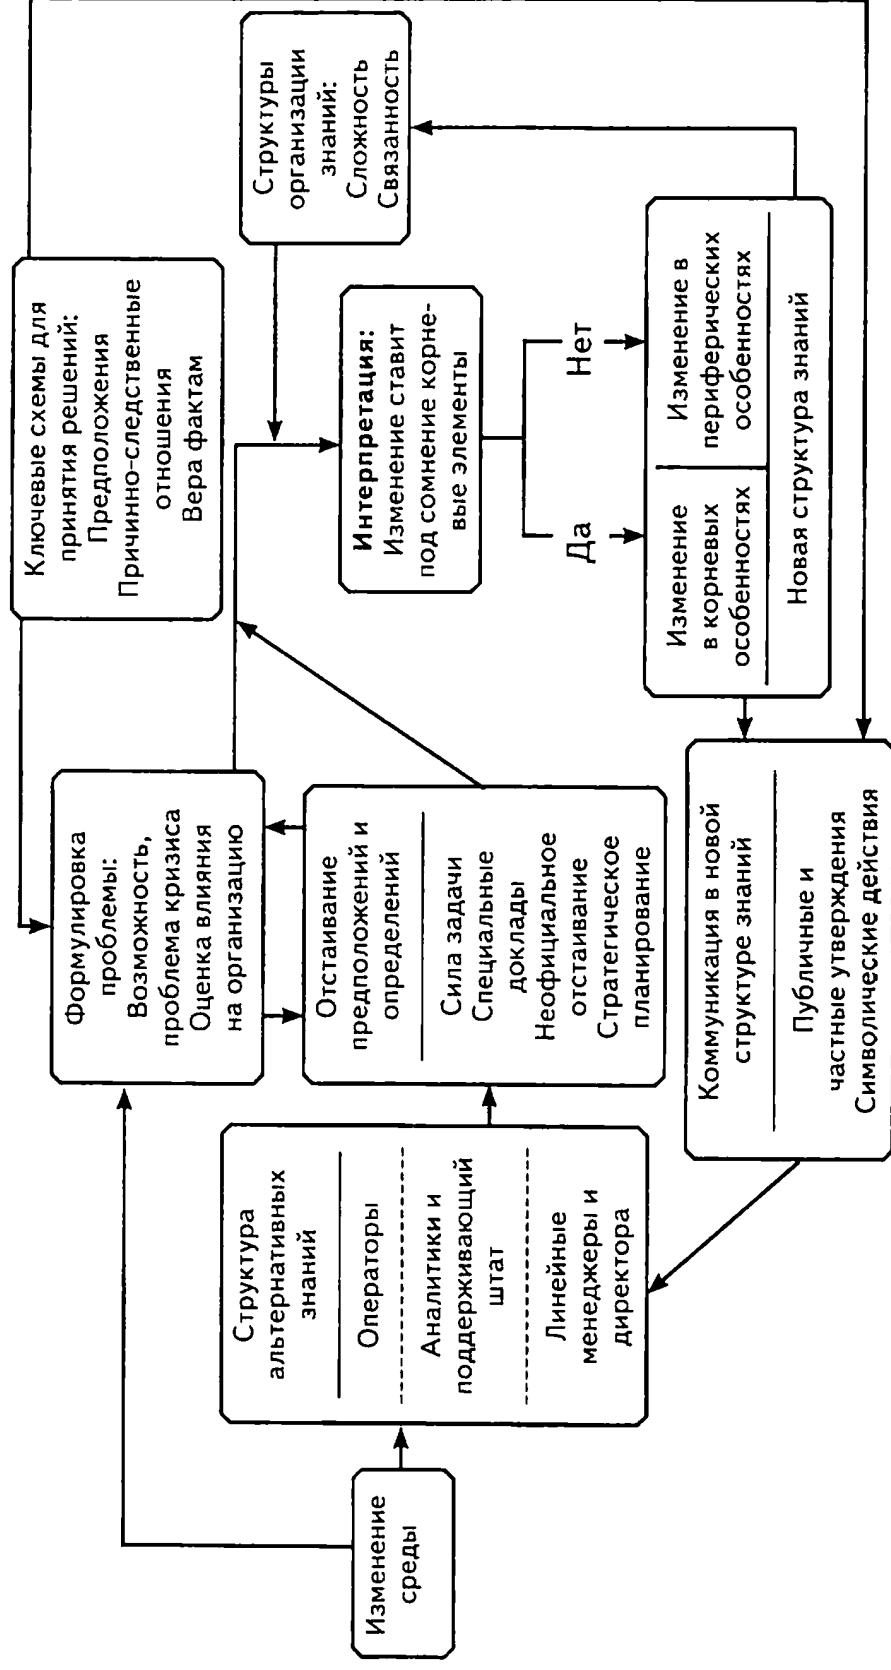 Изменение
среды
Структура
альтернативных
знаний
Операторы
Аналитики и
поддерживающий
штат
Линейные
менеджеры и
директора
Формулировка
проблемы:
Возможность,
проблема кризиса
Оценка влияния
на организацию
Отстаивание
предположений и
определений
Сила задачи
Специальные
доклады
Неофициальное
отстаивание
Стратегическое
планирование
Коммуникация в новой
структуре знаний
Публичные и
частные утверждения
Символические действия
Ключевые схемы для
принятия решений:
Предположения
Причинно-следственные
отношения
Вера фактам
Интерпретация:
Изменение ставит
под сомнение корне-
вые элементы
Да
Нет
Изменение
в корневых
особенностях
Изменение в
периферических
особенностях
Новая структура знаний
Структуры
организации
знаний:
Сложность
Связанность